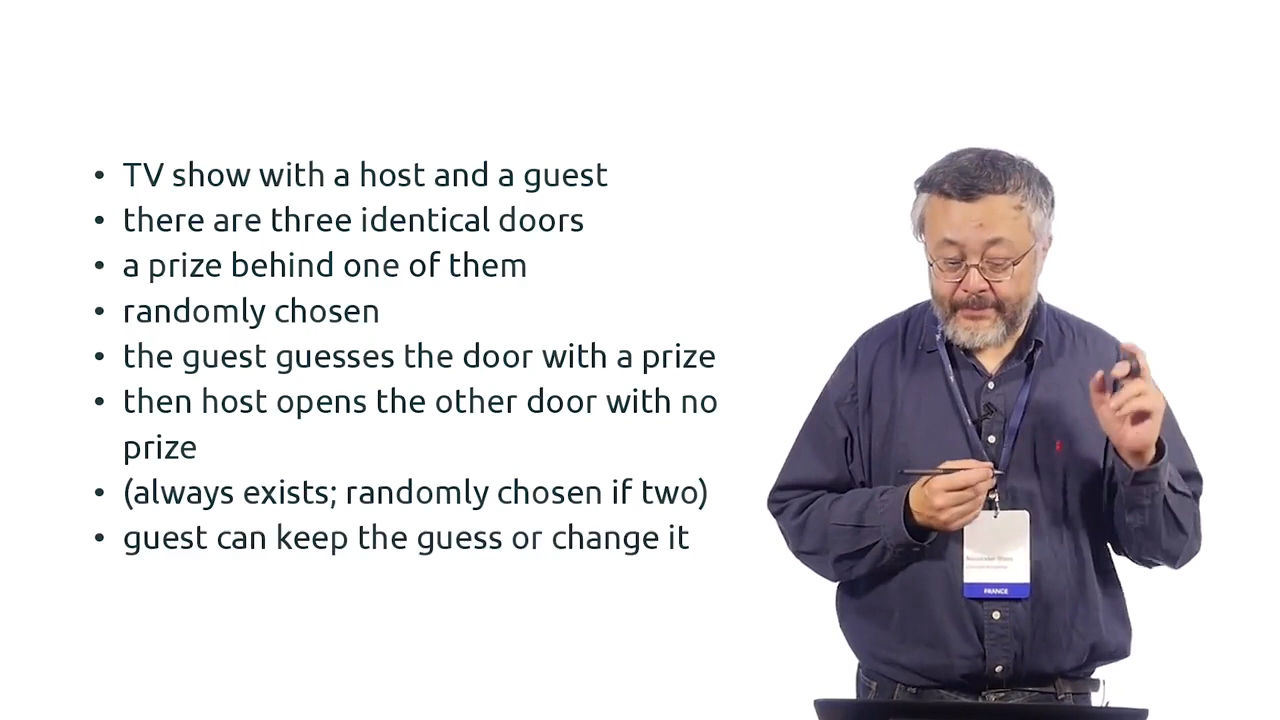 • TV show with a host and a guest
• there are three identical doors
• a prize behind one of them
• randomly chosen
• the guest guesses the door with a prize
• then host opens the other door with no
prize
• (always exists; randomly chosen if two)
• guest can keep the guess or change it
FRANCE